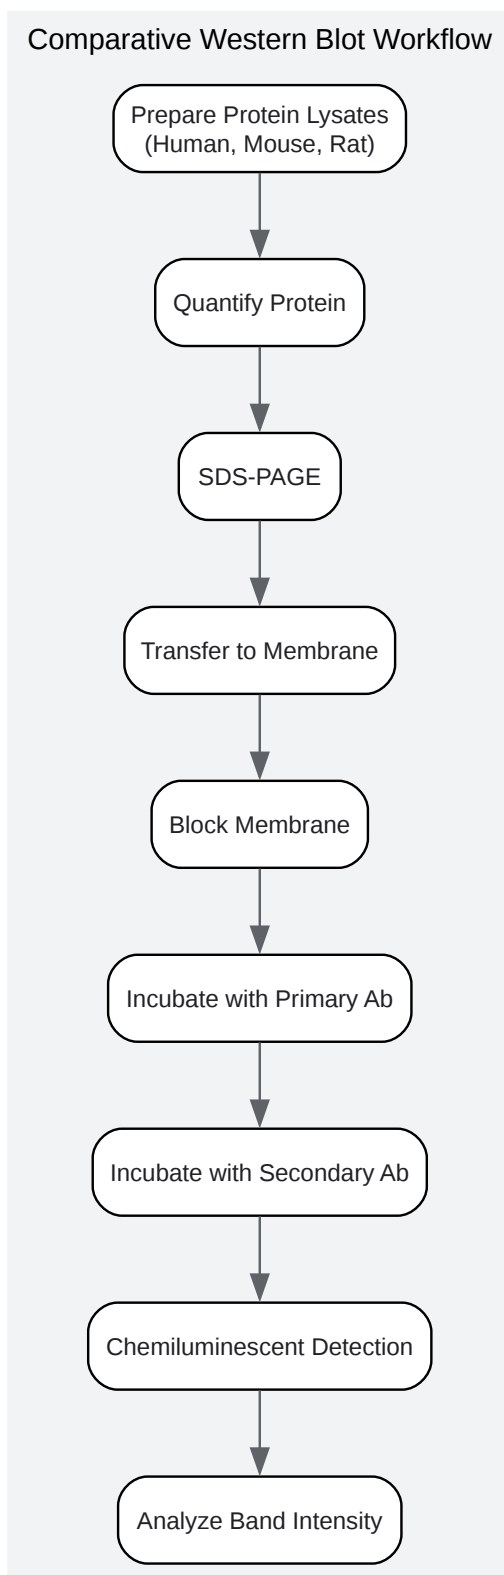 Comparative Western Blot Workflow
Prepare Protein Lysates
(Human, Mouse, Rat)
Quantify Protein
SDS-PAGE
Transfer to Membrane
Block Membrane
Incubate with Primary Ab
Incubate with Secondary Ab
Chemiluminescent Detection
Analyze Band Intensity